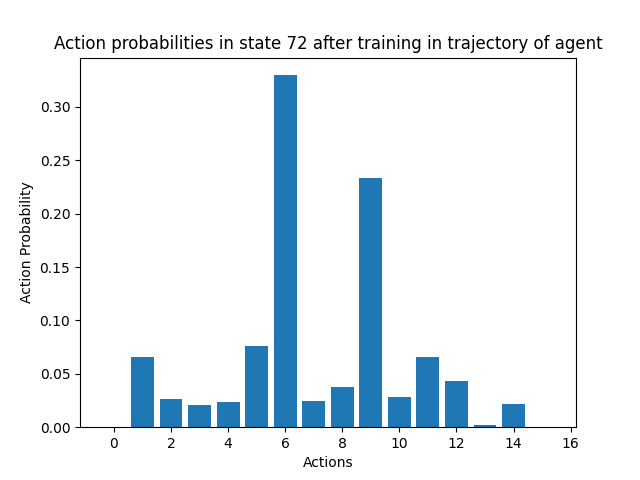 Action probabilities in state 72 after training in trajectory of agent
0.30
0.25
0.20
0.15
0.10
0.05
0.00
Action Probability
0 2 4 6 8 10 12 14 16
Actions